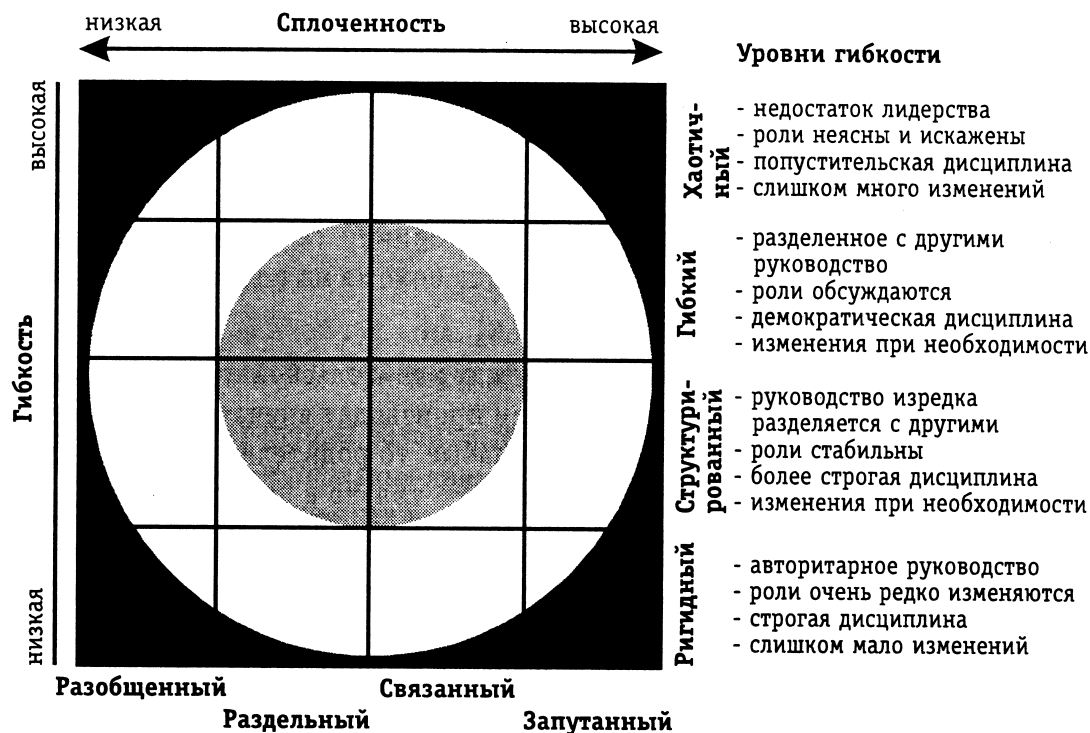 низкая
Сплоченность
высокая
Уровни гибкости
высокая
Гибкость
низкая
Хаотич-
ный
- недостаток лидерства
- роли неясны и искажены
- попустительская дисциплина
- слишком много изменений
Гибкий
- разделенное с другими
руководство
- роли обсуждаются
- демократическая дисциплина
- изменения при необходимости
Структури-
рованный
- руководство изредка
разделяется с другими
- роли стабильны
- более строгая дисциплина
- изменения при необходимости
Ригидный
- авторитарное руководство
- роли очень редко изменяются
- строгая дисциплина
- слишком мало изменений
Разобщенный
Раздельный
Связанный
Запутанный